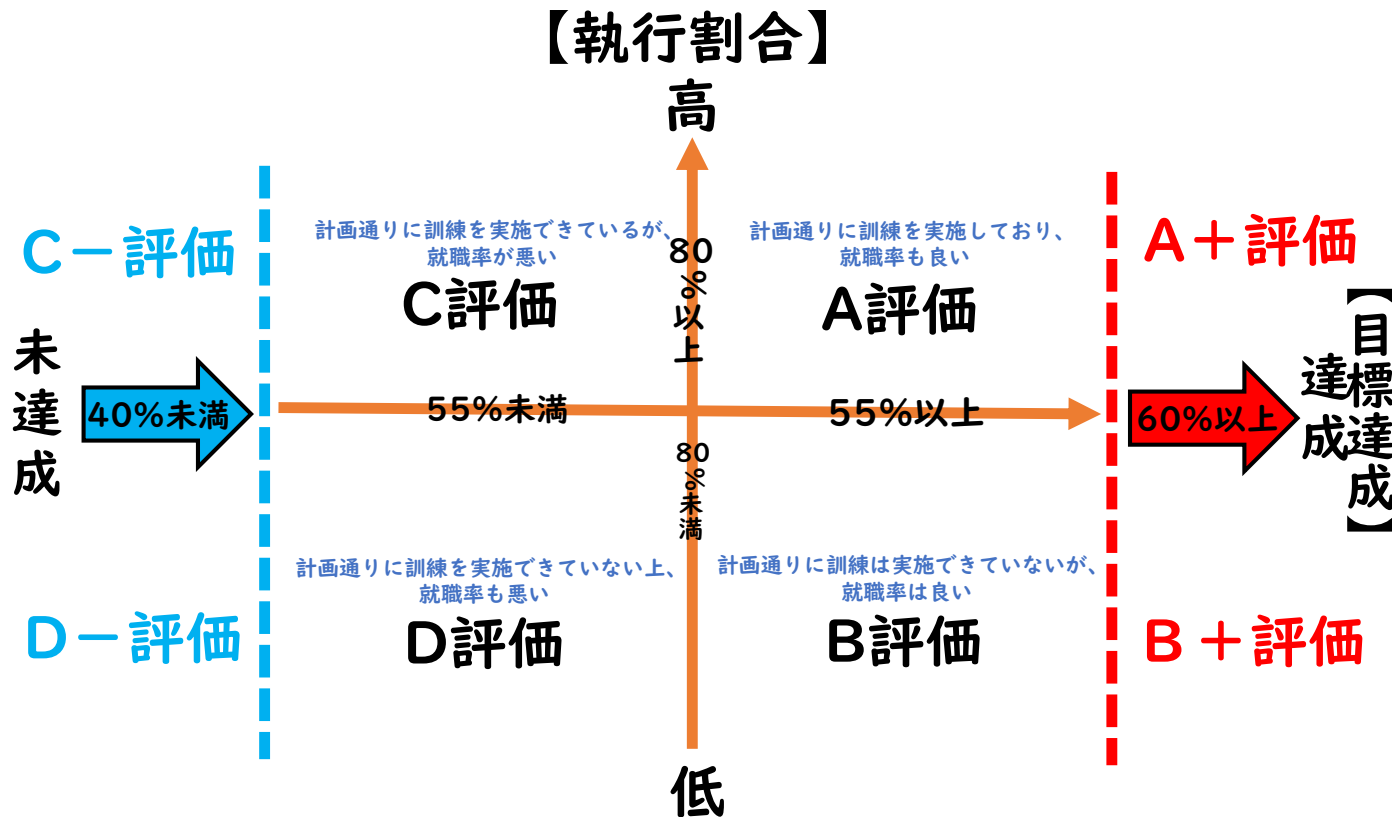 【執行割合】
高
計画通りに訓練を実施できているが、
就職率が悪い
C評価
計画通りに訓練を実施しており、
就職率も良い
A評価
C－評価
A＋評価
80%以上
未達成
40%未満
55%未満
55%以上
60%以上
達成
【目標達成】
80%未満
計画通りに訓練を実施できていない上、
就職率も悪い
D評価
計画通りに訓練は実施できていないが、
就職率は良い
B評価
D－評価
B＋評価
低